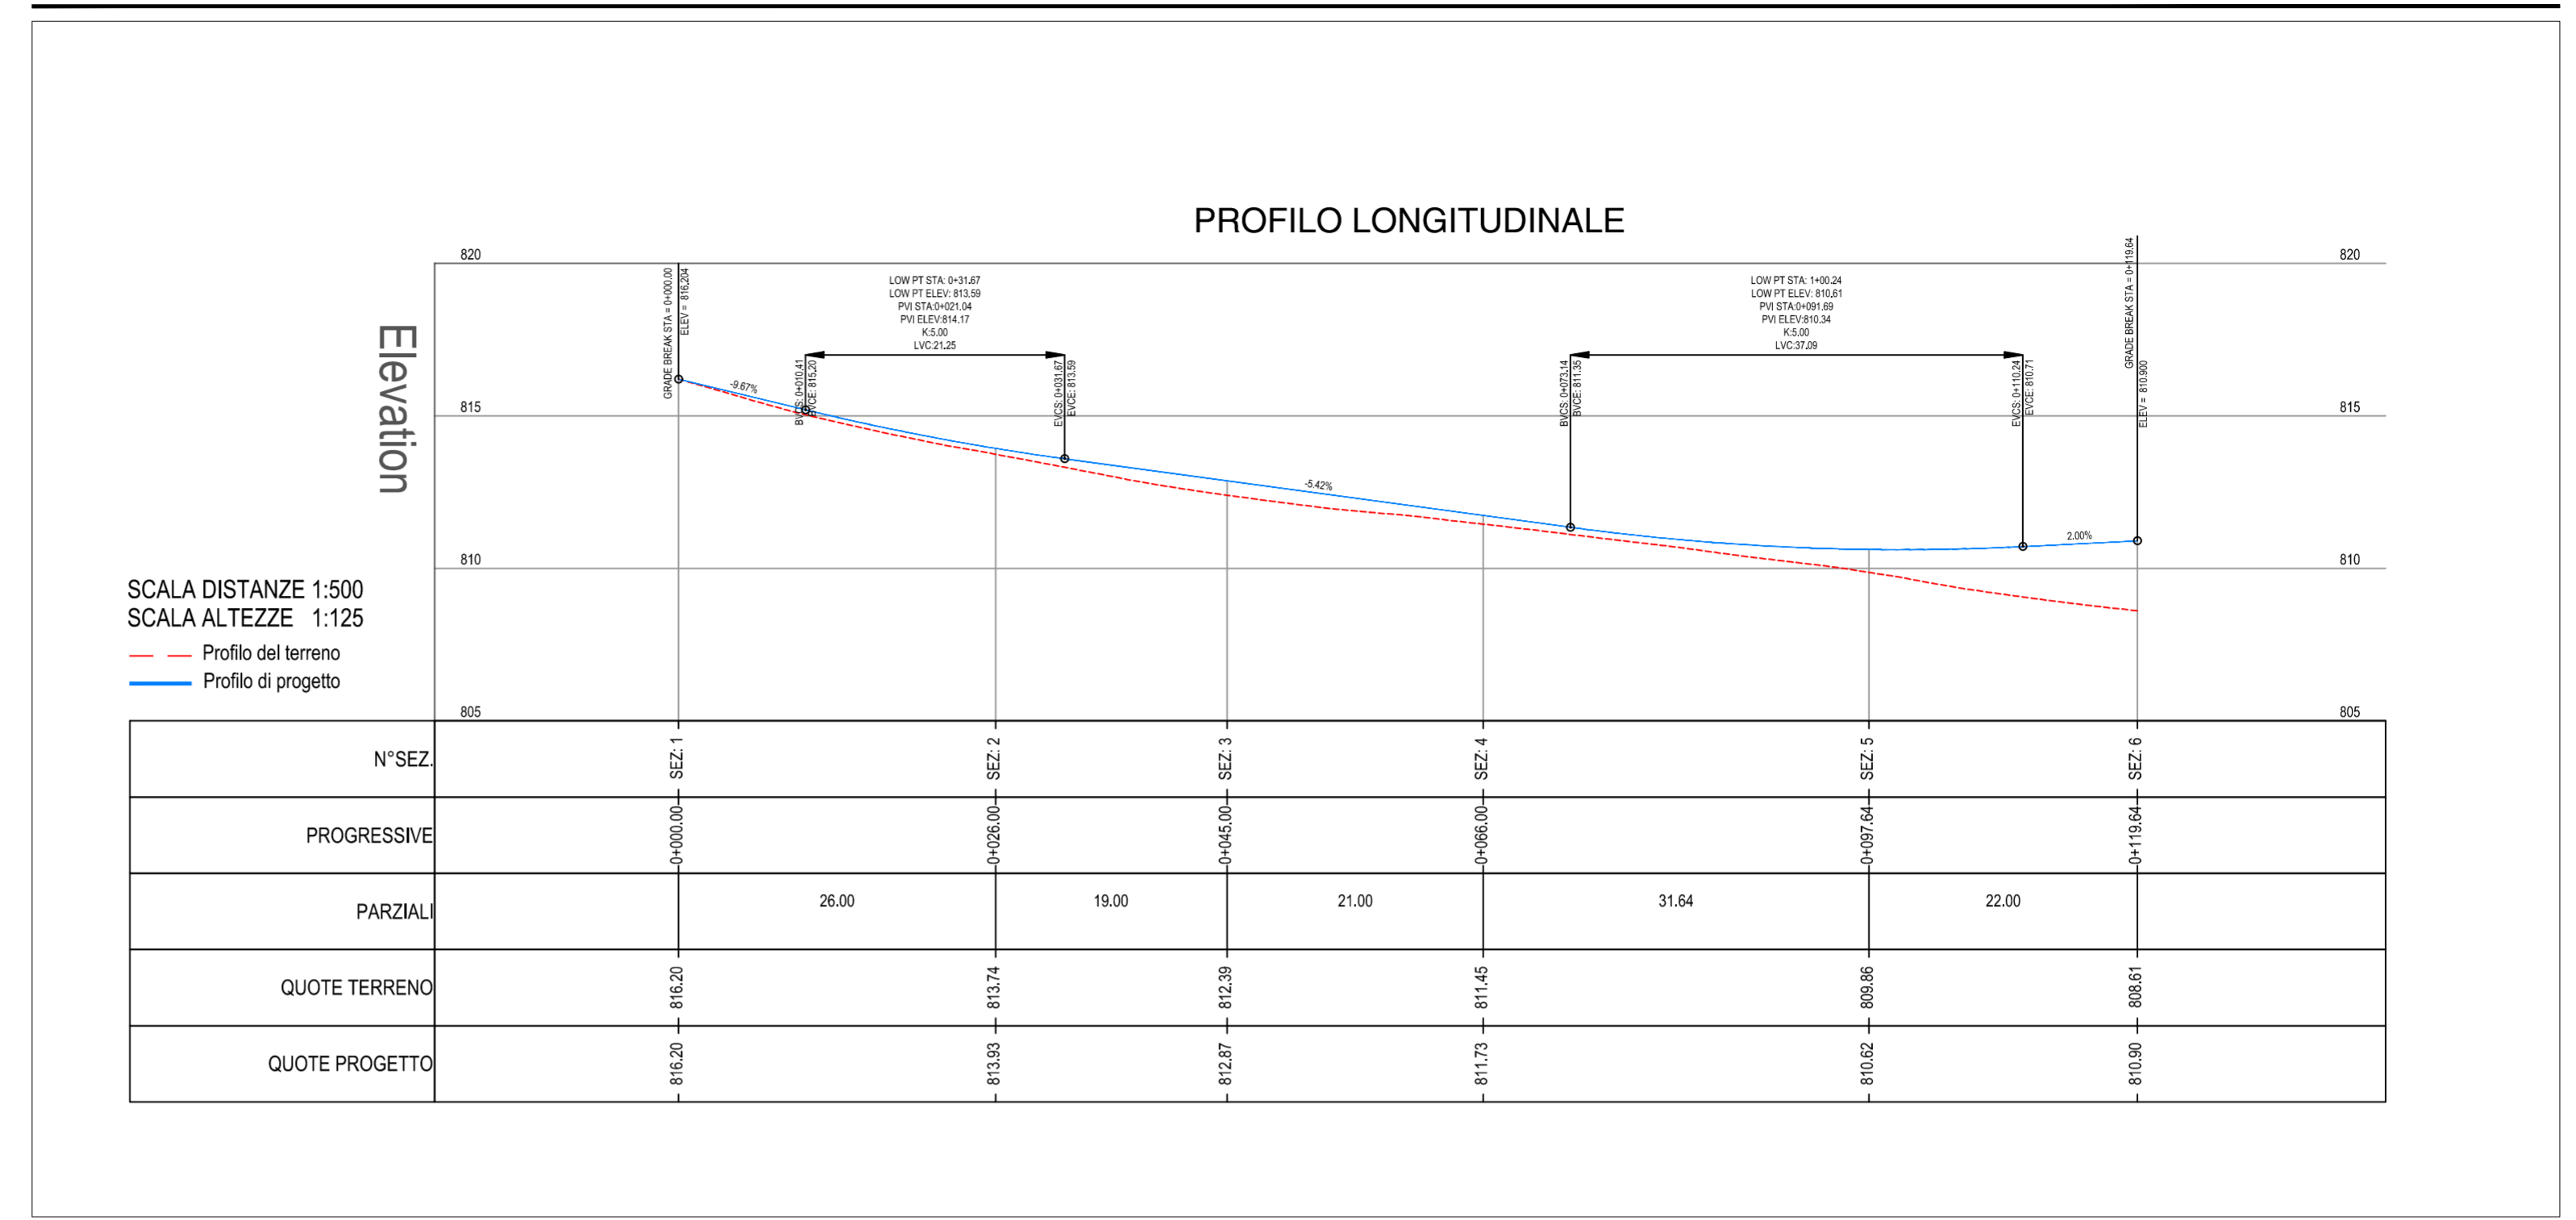 PROFILO LONGITUDINALE
Elevation
820
820
815
815
810
810
805
805
GRADE BREAK STA = 0+000.00
ELEV = 816.204
-9.67%
BVCS: 0+010.41
BVCE: 815.20
LOW PT STA: 0+31.67
LOW PT ELEV: 813.59
PVI STA:0+021.04
PVI ELEV:814.17
K:5.00
LVC:21.25
EVCS: 0+031.67
EVCE: 813.59
-5.42%
BVCS: 0+073.14
BVCE: 811.35
LOW PT STA: 1+00.24
LOW PT ELEV: 810.61
PVI STA:0+091.69
PVI ELEV:810.34
K:5.00
LVC:37.09
EVCS: 0+110.24
EVCE: 810.71
2.00%
GRADE BREAK STA = 0+119.64
ELEV = 810.900
SCALA DISTANZE 1:500
SCALA ALTEZZE 1:125
Profilo del terreno
Profilo di progetto
N°SEZ. SEZ: 1 SEZ: 2 SEZ: 3 SEZ: 4 SEZ: 5 SEZ: 6
PROGRESSIVE 0+000.00 0+026.00 0+045.00 0+066.00 0+097.64 0+119.64
PARZIALI 26.00 19.00 21.00 31.64 22.00
QUOTE TERRENO 816.20 813.74 812.39 811.45 809.86 808.61
QUOTE PROGETTO 816.20 813.93 812.87 811.73 810.62 810.90